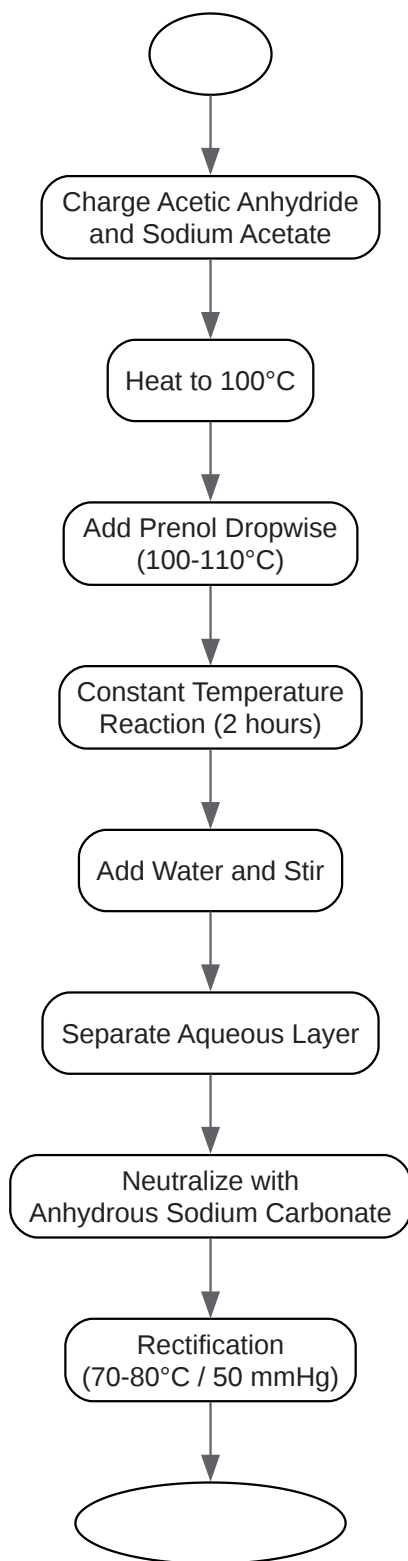 Charge Acetic Anhydride
and Sodium Acetate
Heat to 100°C
Add Prenol Dropwise
(100-110°C)
Constant Temperature
Reaction (2 hours)
Add Water and Stir
Separate Aqueous Layer
Neutralize with
Anhydrous Sodium Carbonate
Rectification
(70-80°C / 50 mmHg)